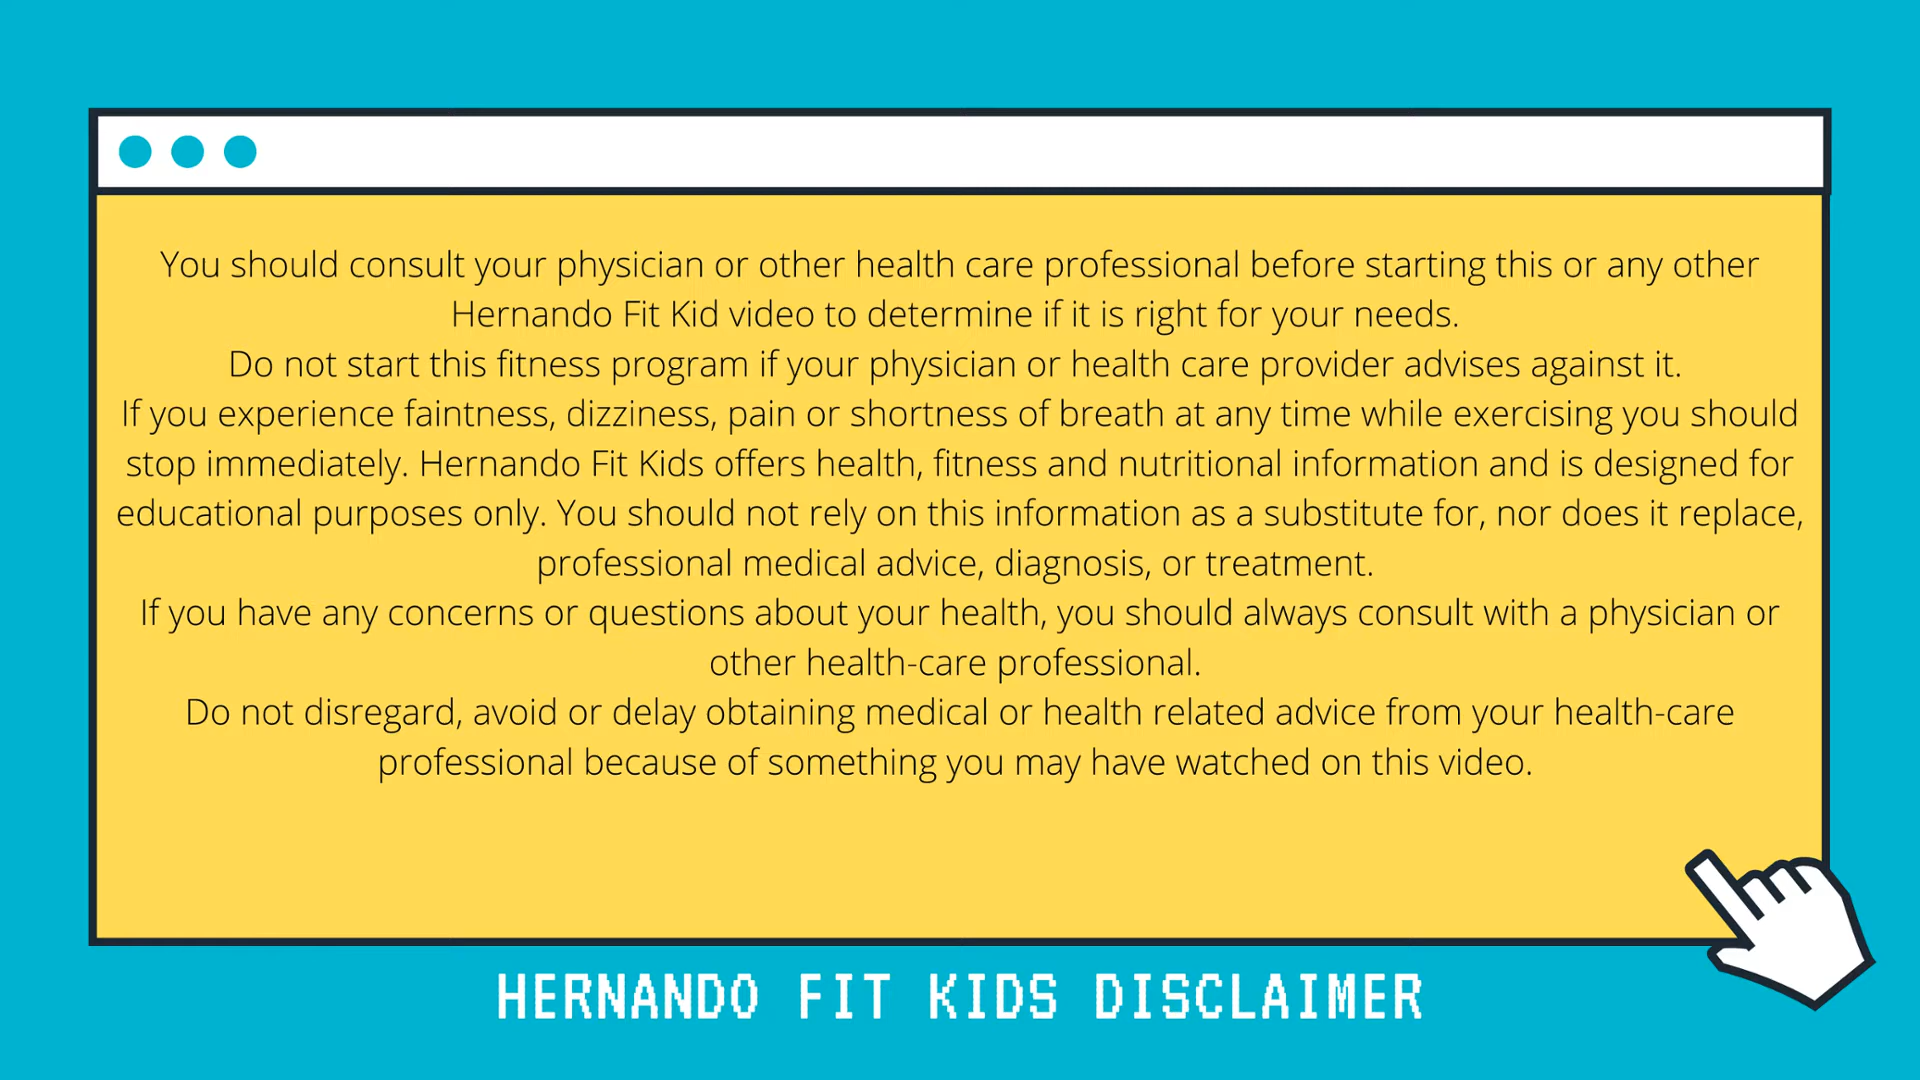 You should consult your physician or other health care professional before starting this or any other
Hernando Fit Kid video to determine if it is right for your needs.
Do not start this fitness program if your physician or health care provider advises against it.
If you experience faintness, dizziness, pain or shortness of breath at any time while exercising you should
stop immediately. Hernando Fit Kids offers health, fitness and nutritional information and is designed for
educational purposes only. You should not rely on this information as a substitute for, nor does it replace,
professional medical advice, diagnosis, or treatment.
If you have any concerns or questions about your health, you should always consult with a physician or
other health-care professional.
Do not disregard, avoid or delay obtaining medical or health related advice from your health-care
professional because of something you may have watched on this video.
HERNANDO FIT KIDS DISCLAIMER